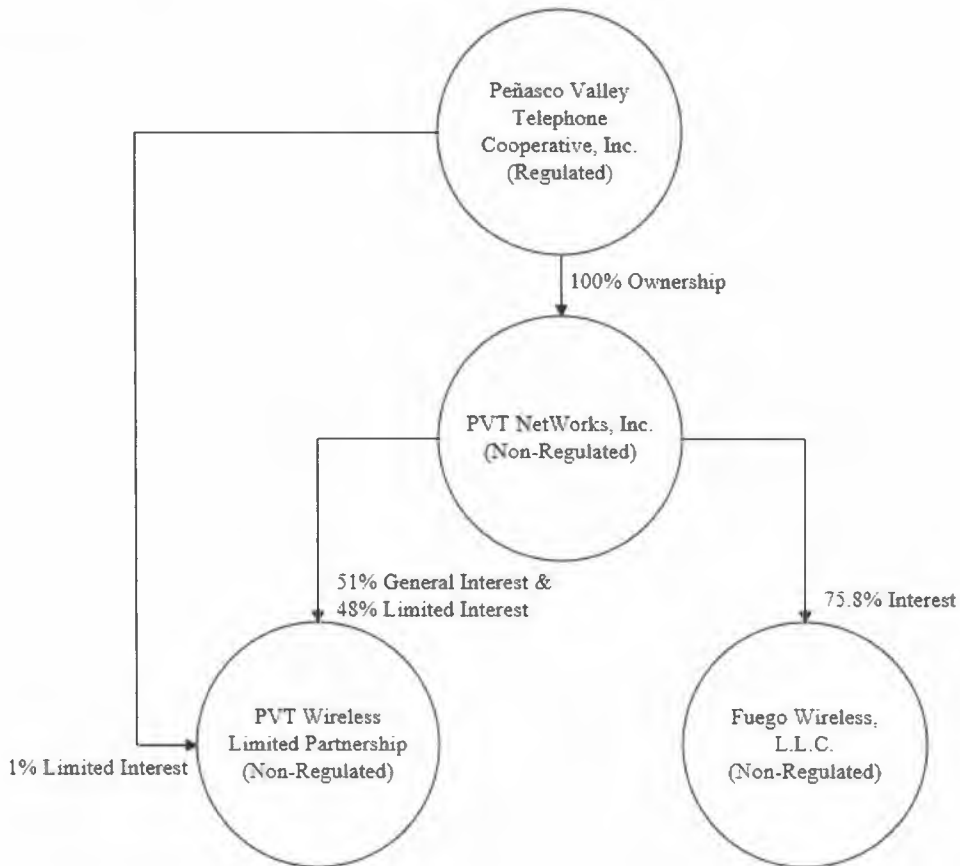 Peñasco Valley
Telephone
Cooperative, Inc.
(Regulated)
100% Ownership
PVT NetWorks, Inc.
(Non-Regulated)
51% General Interest &
48% Limited Interest
75.8% Interest
PVT Wireless
Limited Partnership
(Non-Regulated)
Fuego Wireless,
L.L.C.
(Non-Regulated)
1% Limited Interest